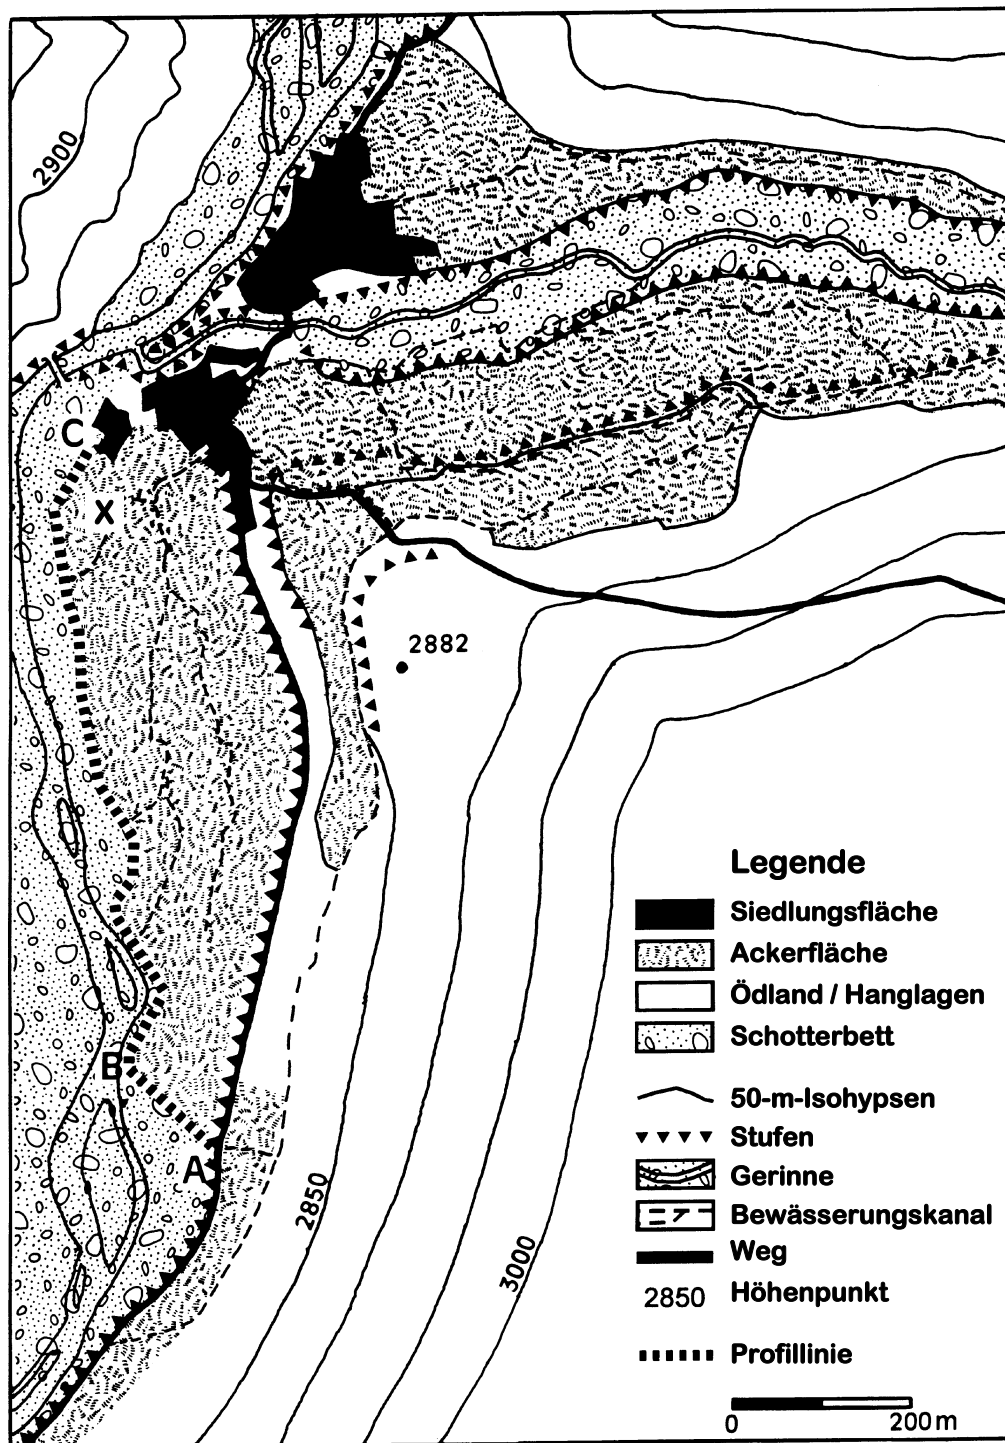 2900
C
X
2882
B
A
2850
3000
Legende
Siedlungsfläche
Ackerfläche
Ödland / Hanglagen
Schotterbett
50-m-Isohypsen
Stufen
Gerinne
Bewässerungskanal
Weg
2850 Höhenpunkt
Profillinie
0 200 m